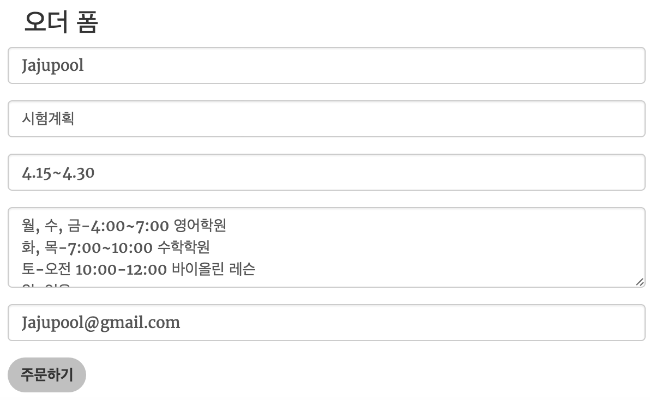 오더 폼
Jajupool
시험계획
4.15~4.30
월, 수, 금-4:00~7:00 영어학원
화, 목-7:00~10:00 수학학원
토-오전 10:00-12:00 바이올린 레슨
Jajupool@gmail.com
주문하기